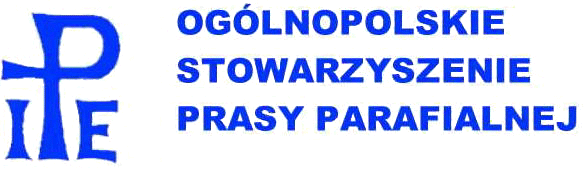 OGÓLNOPOLSKIE
STOWARZYSZENIE
PRASY PARAFIALNEJ
P
I E